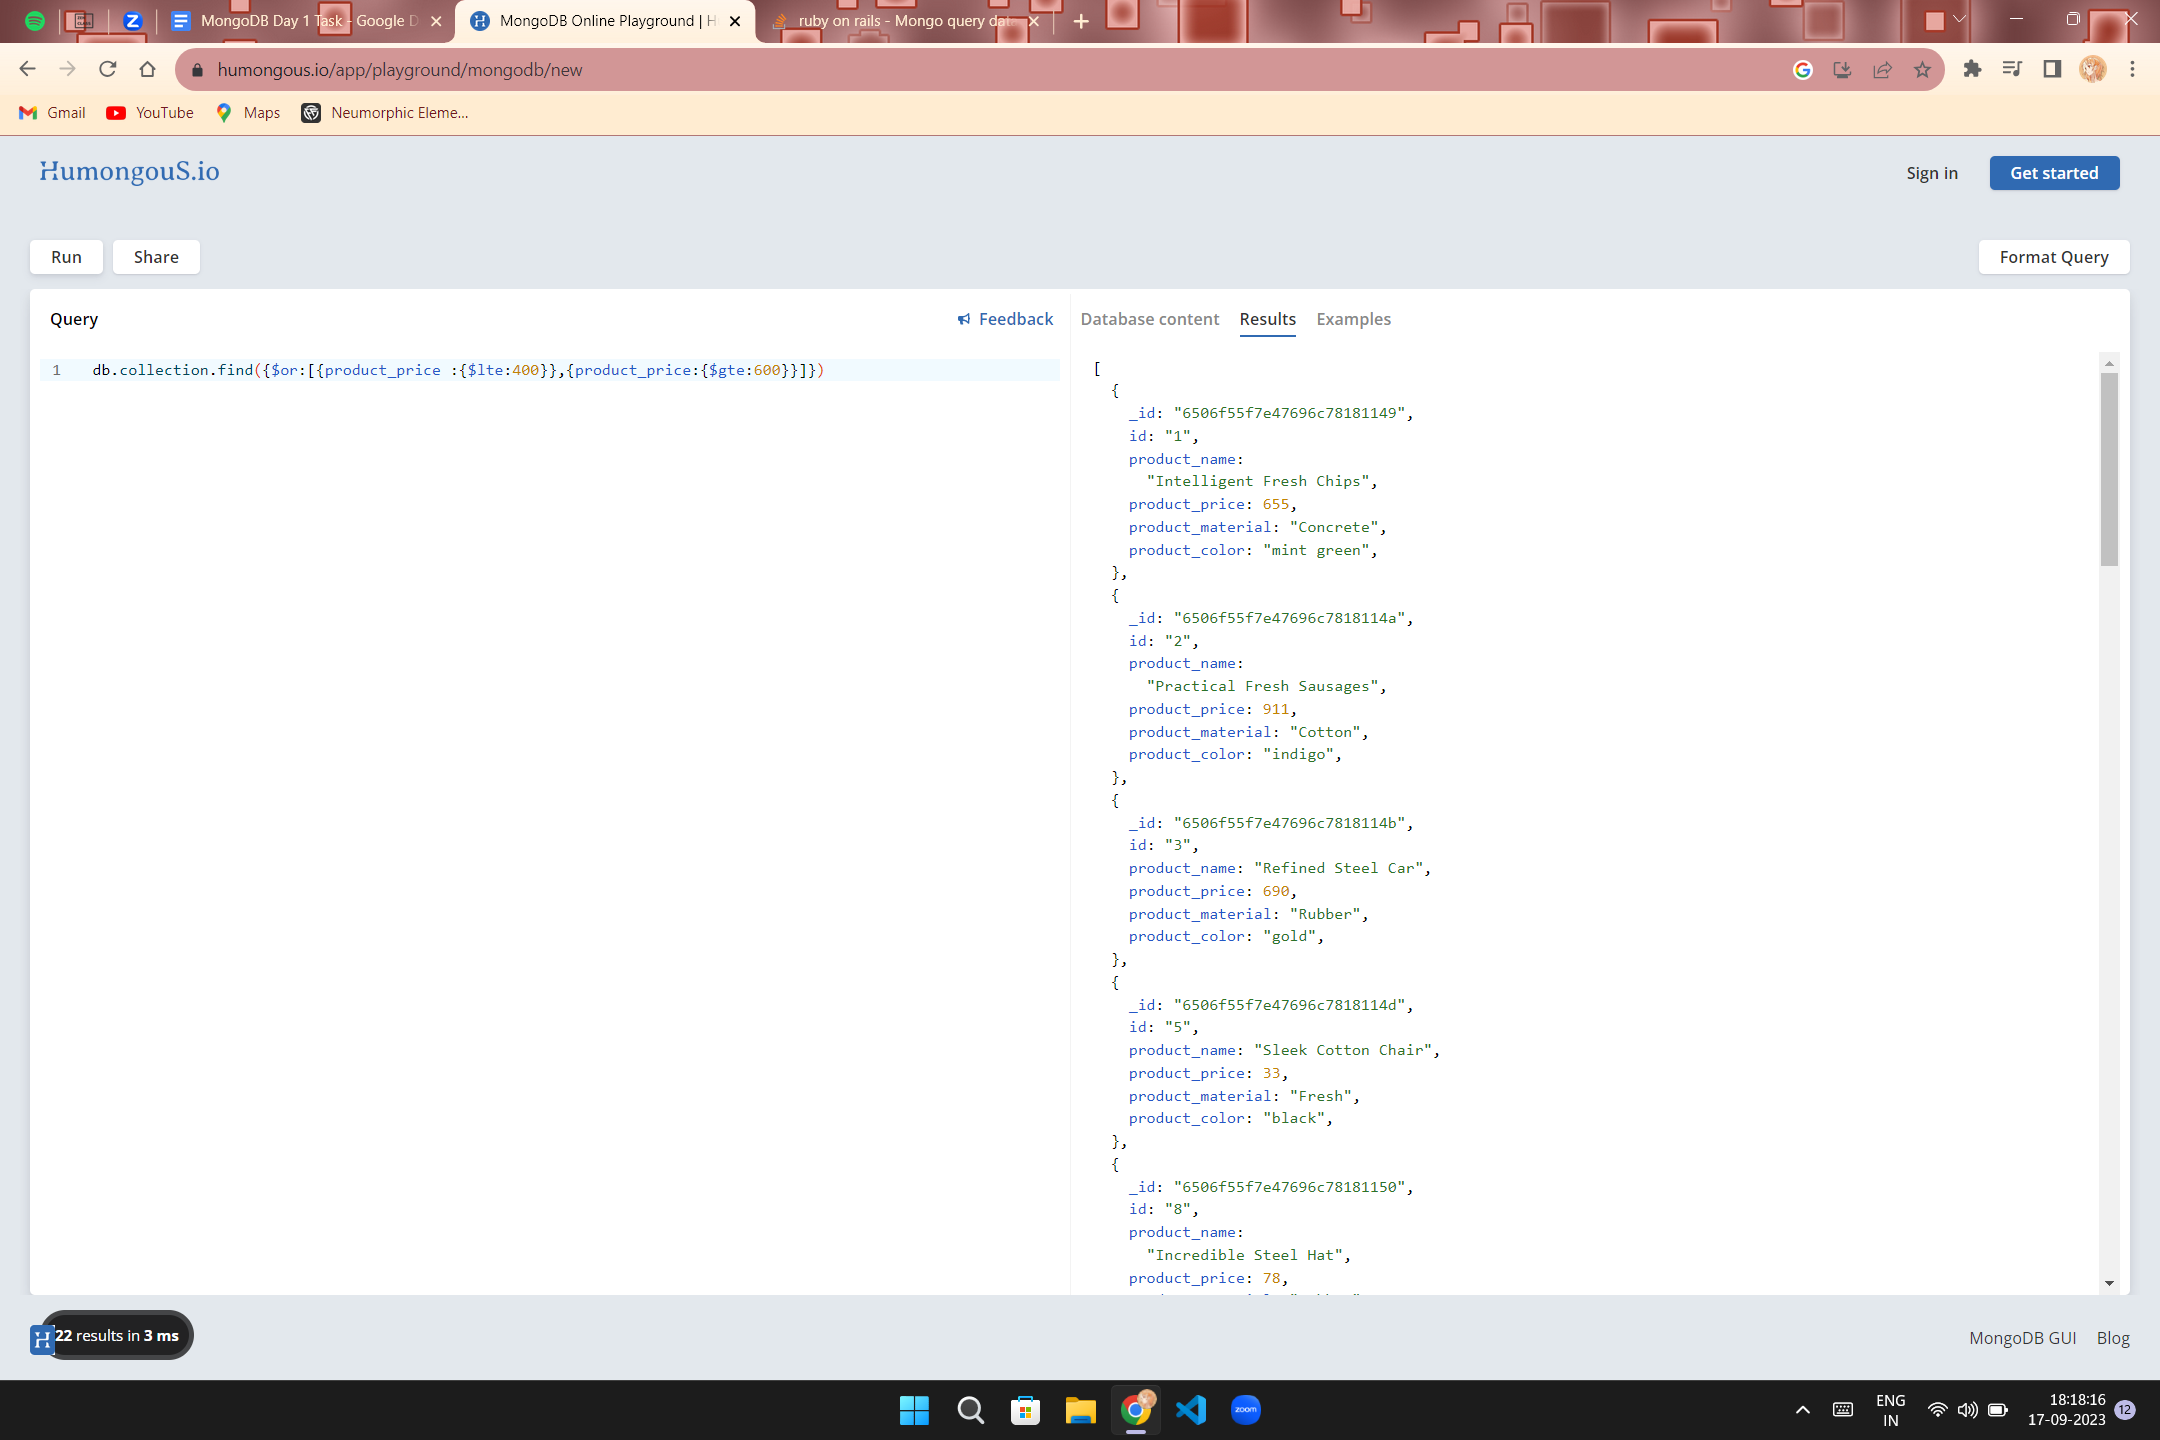 MongoDB Day 1 Task - Google D
MongoDB Online Playground | H
ruby on rails - Mongo query dat
humongous.io/app/playground/mongodb/new
Gmail
YouTube
Maps
Neumorphic Eleme...
HumongouS.io
Sign in
Get started
Run
Share
Format Query
Query
Feedback
Database content
Results
Examples
1 db.collection.find({$or:[{product_price :{$lte:400}},{product_price:{$gte:600}}]})
[
{
_id: "6506f55f7e47696c78181149",
id: "1",
product_name:
"Intelligent Fresh Chips",
product_price: 655,
product_material: "Concrete",
product_color: "mint green",
},
{
_id: "6506f55f7e47696c7818114a",
id: "2",
product_name:
"Practical Fresh Sausages",
product_price: 911,
product_material: "Cotton",
product_color: "indigo",
},
{
_id: "6506f55f7e47696c7818114b",
id: "3",
product_name: "Refined Steel Car",
product_price: 690,
product_material: "Rubber",
product_color: "gold",
},
{
_id: "6506f55f7e47696c7818114d",
id: "5",
product_name: "Sleek Cotton Chair",
product_price: 33,
product_material: "Fresh",
product_color: "black",
},
{
_id: "6506f55f7e47696c78181150",
id: "8",
product_name:
"Incredible Steel Hat",
product_price: 78,
H
22 results in 3 ms
MongoDB GUI
Blog
zoom
ENG
IN
18:18:16
17-09-2023
12